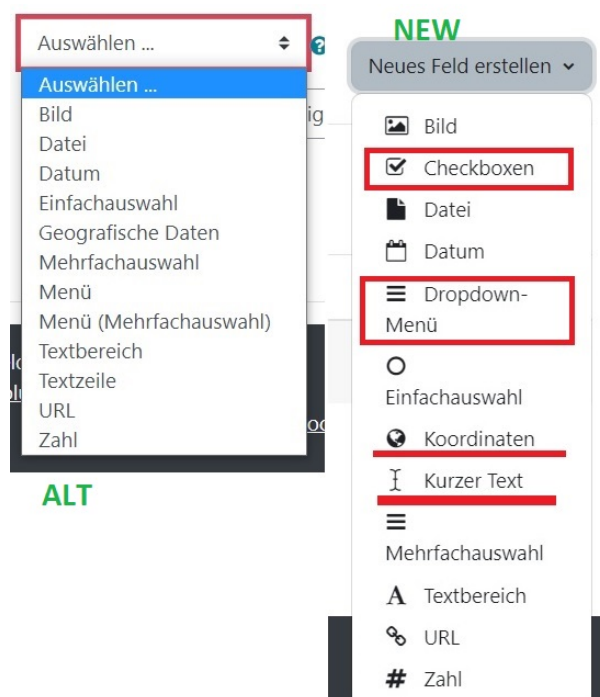 Auswählen ...
Auswählen ...
Bild
Datei
Datum
Einfachauswahl
Geografische Daten
Mehrfachauswahl
Menü
Menü (Mehrfachauswahl)
Textbereich
Textzeile
URL
Zahl
ALT
NEW
Neues Feld erstellen
Bild
Checkboxen
Datei
Datum
Dropdown-
Menü
Einfachauswahl
Koordinaten
Kurzer Text
Mehrfachauswahl
Textbereich
URL
Zahl